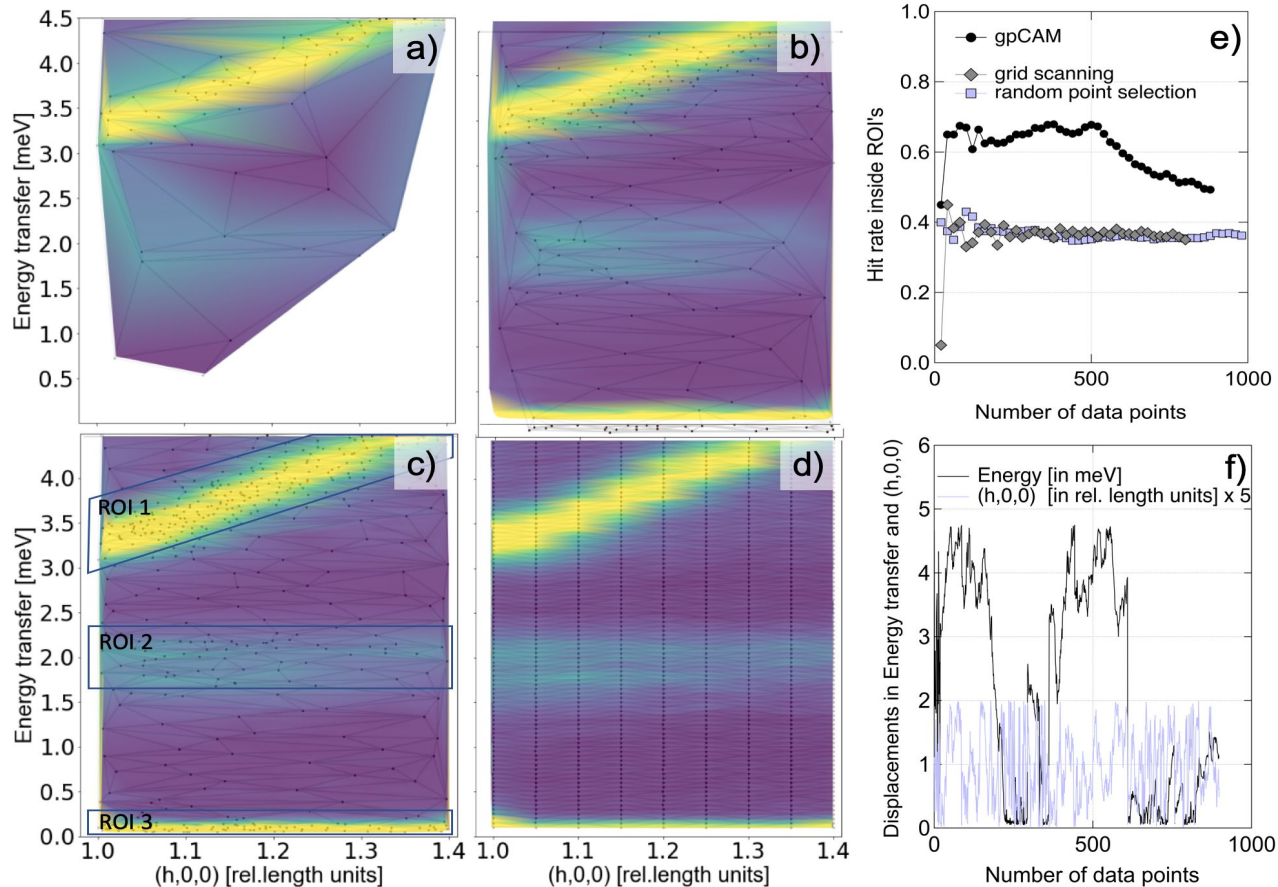 a)
4.5
4.0
3.5
3.0
2.5
2.0
1.5
1.0
0.5
Energy transfer [meV]
b)
c)
4.0
3.5
3.0
2.5
2.0
1.5
1.0
0.5
0.0
Energy transfer [meV]
ROI 1
ROI 2
ROI 3
1.0 1.1 1.2 1.3 1.4
(h,0,0) [rel.length units]
d)
1.0 1.1 1.2 1.3 1.4
(h,0,0) [rel.length units]
e)
gpCAM
grid scanning
random point selection
1.0
0.8
0.6
0.4
0.2
0.0
Hit rate inside ROI's
0 500 1000
Number of data points
f)
Energy [in meV]
(h,0,0) [in rel. length units] x 5
6
5
4
3
2
1
0
Displacements in Energy transfer and (h,0,0)
0 500 1000
Number of data points